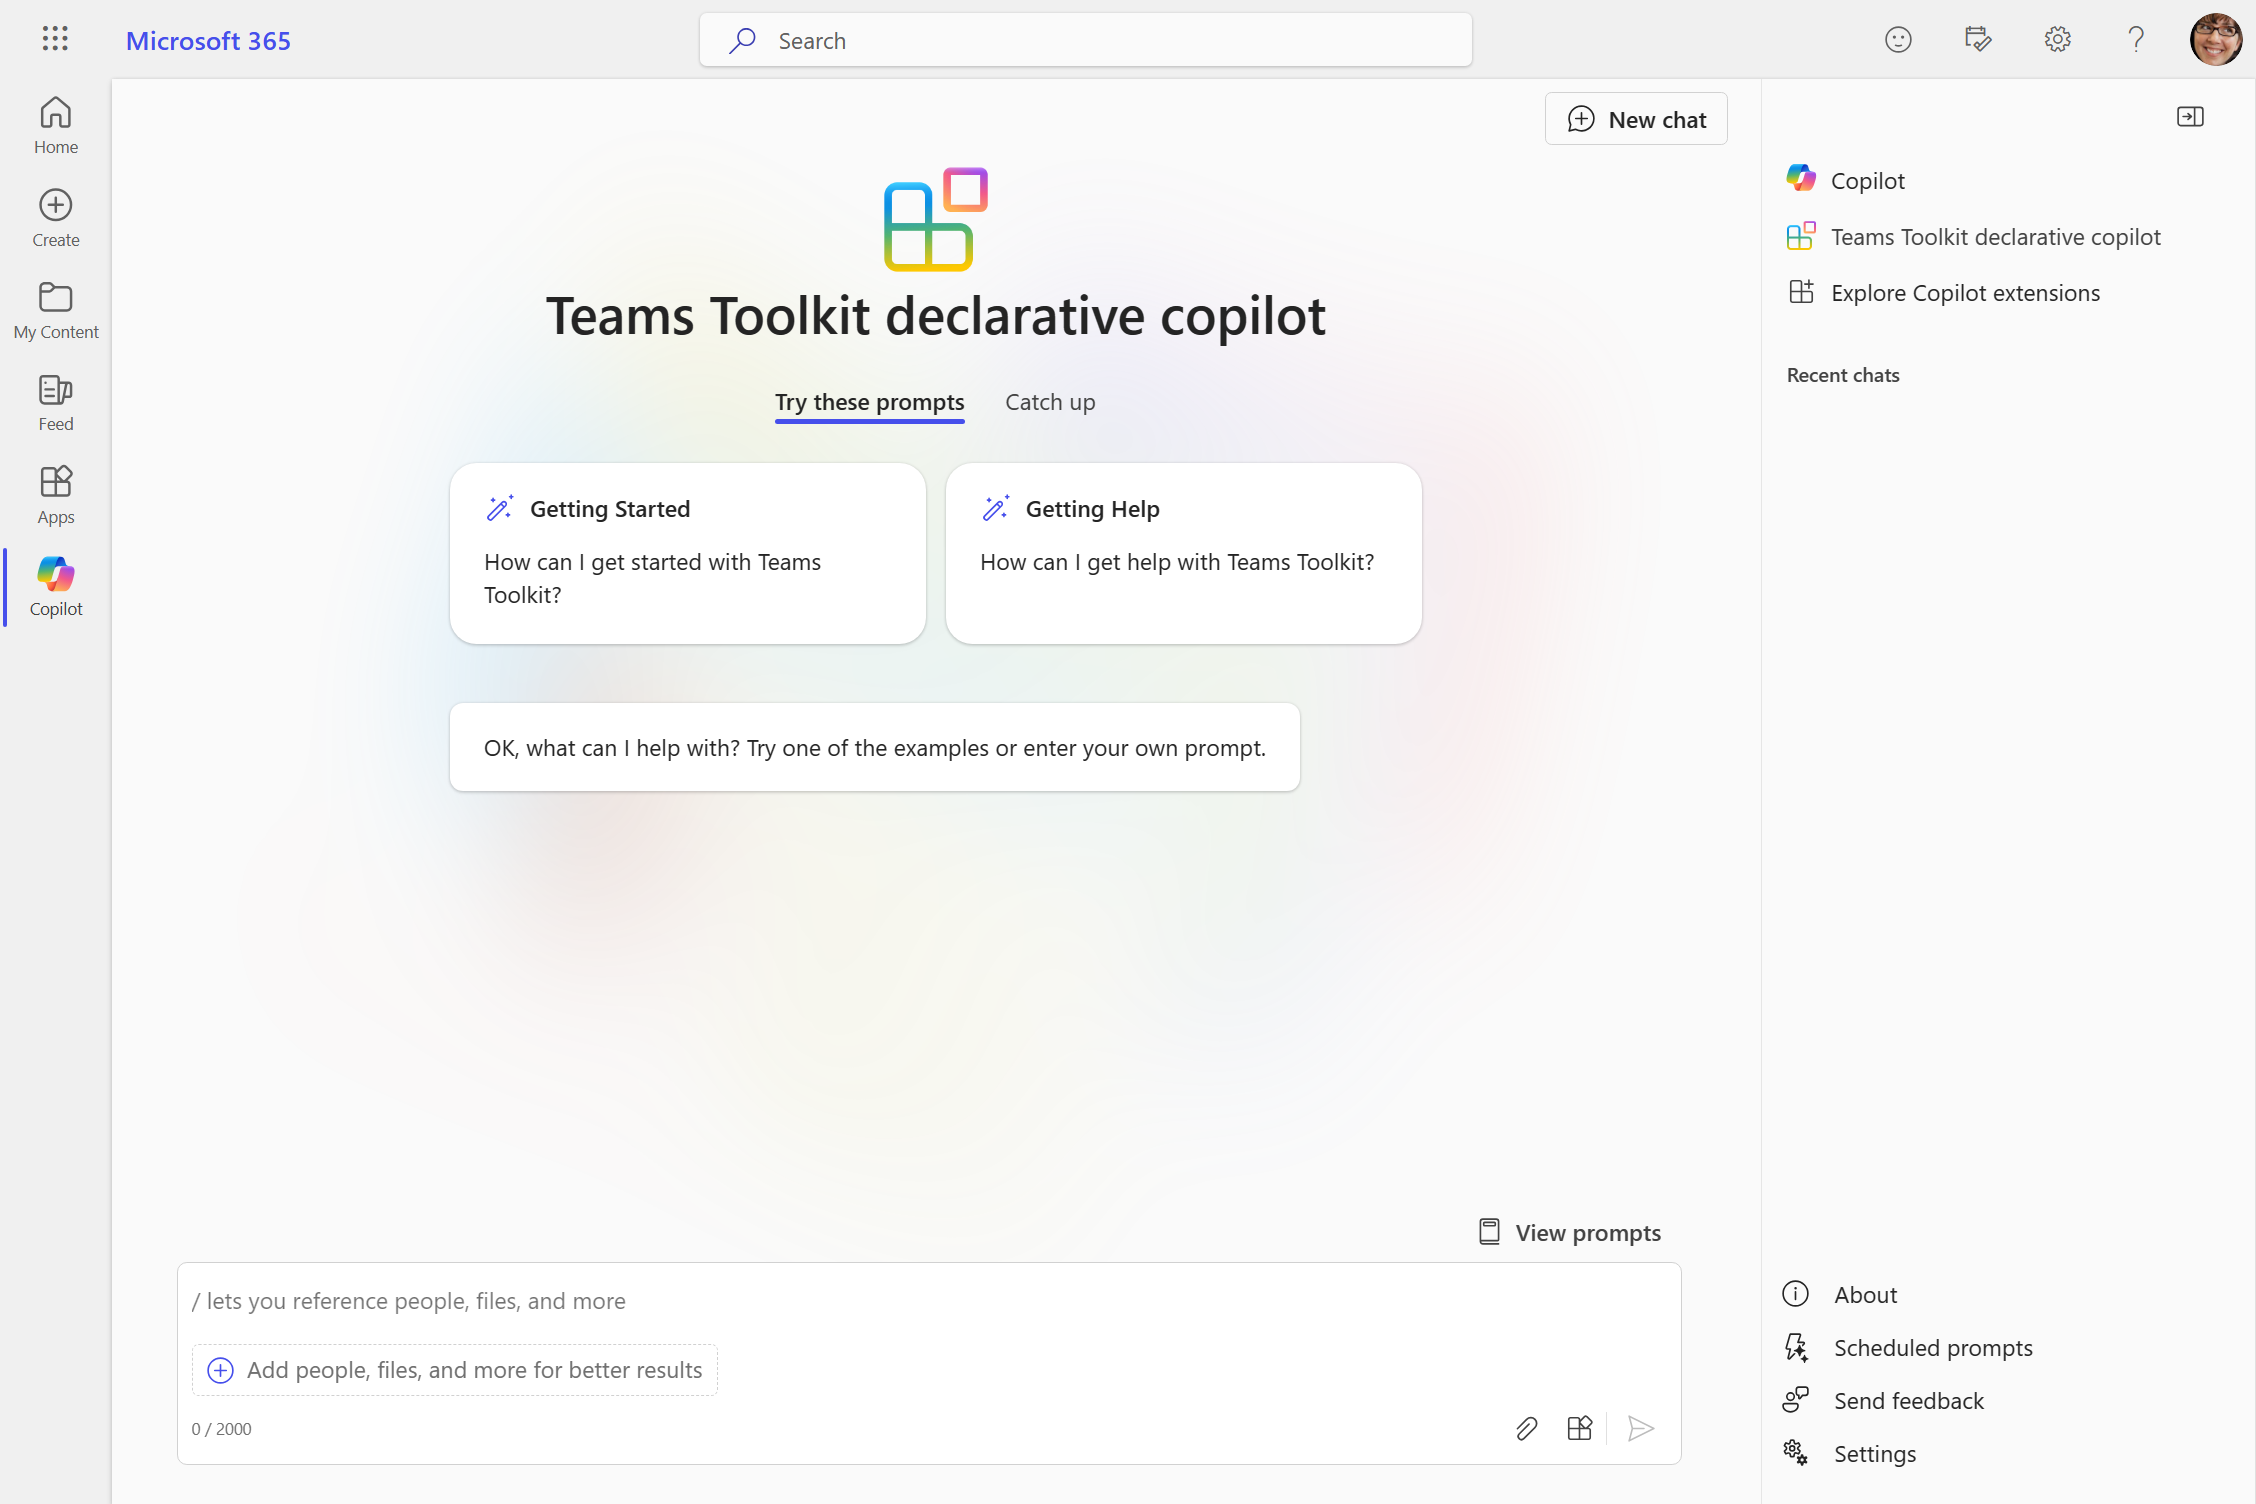 Microsoft 365
Search
Home
Create
My Content
Feed
Apps
Copilot
New chat
Teams Toolkit declarative copilot
Try these prompts
Catch up
Getting Started
How can I get started with Teams
Toolkit?
Getting Help
How can I get help with Teams Toolkit?
OK, what can I help with? Try one of the examples or enter your own prompt.
View prompts
/ lets you reference people, files, and more
Add people, files, and more for better results
0 / 2000
Copilot
Teams Toolkit declarative copilot
Explore Copilot extensions
Recent chats
About
Scheduled prompts
Send feedback
Settings